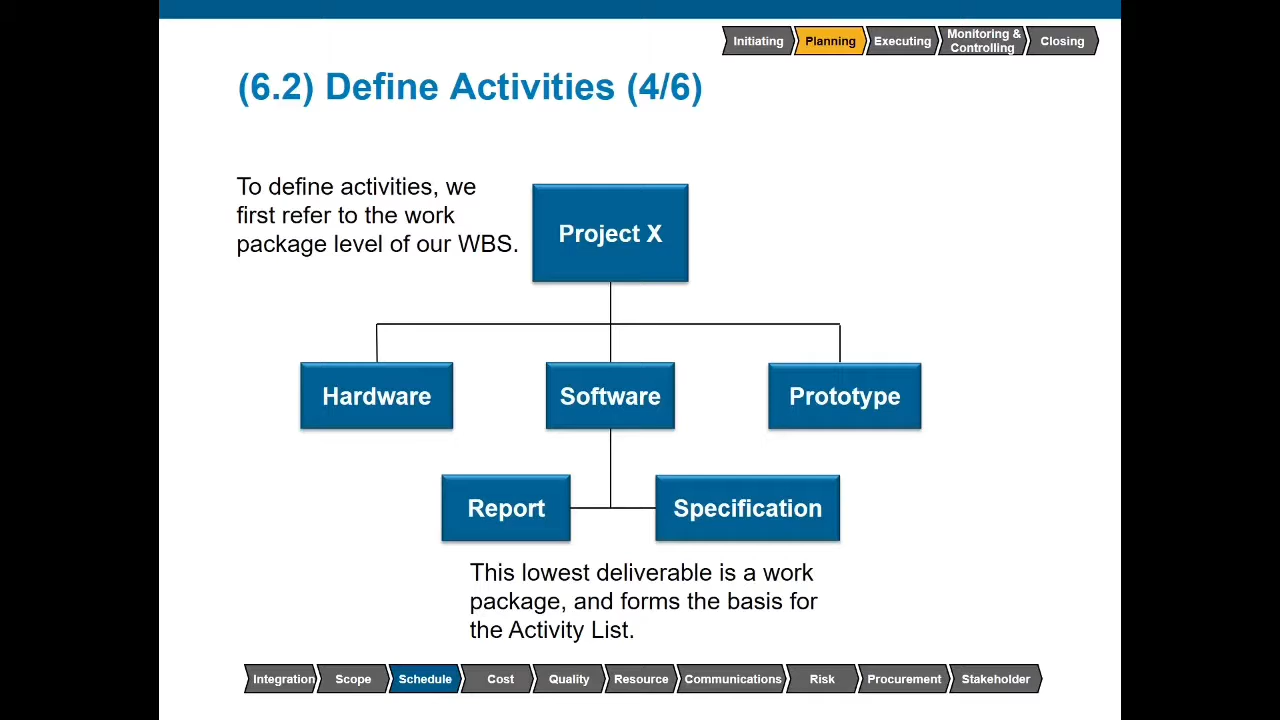 Initiating
Planning
Executing
Monitoring &
Controlling
Closing
(6.2) Define Activities (4/6)
To define activities, we
first refer to the work
package level of our WBS.
Project X
Hardware
Software
Prototype
Report
Specification
This lowest deliverable is a work
package, and forms the basis for
the Activity List.
Integration
Scope
Schedule
Cost
Quality
Resource
Communications
Risk
Procurement
Stakeholder